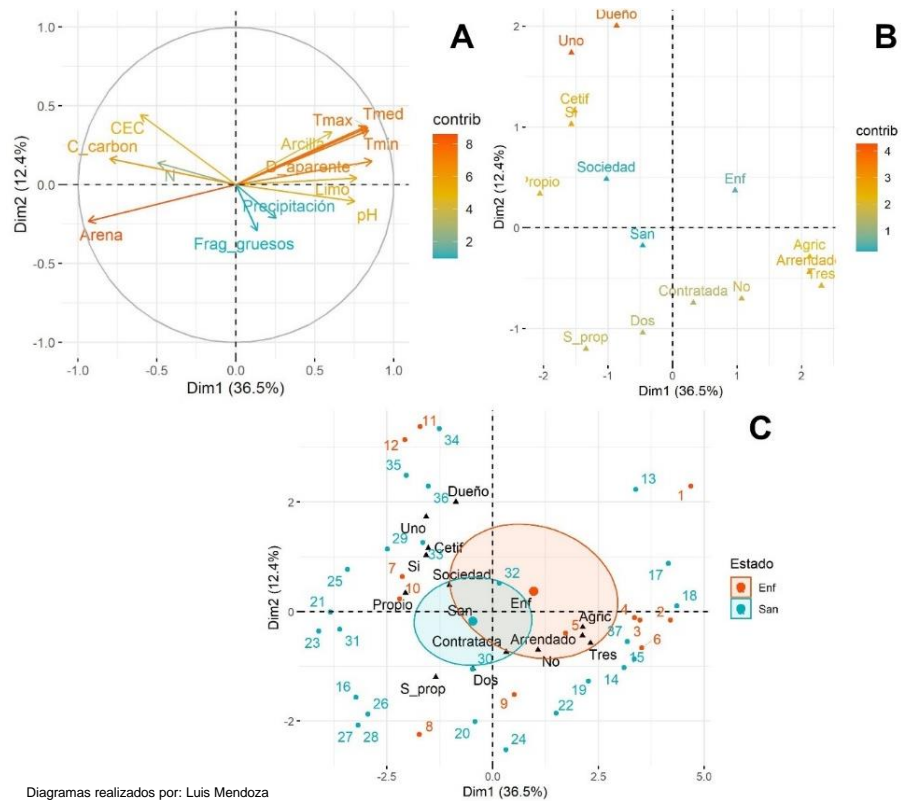 A
1.0
0.5
0.0
-0.5
-1.0
Dim2 (12.4%)
CEC
C_carbon
N
Arena
Tmax
Tmed
Arcilla
Tmin
D_aparente
Limo
Precipitación
pH
Frag_gruesos
-1.0
-0.5
0.0
0.5
1.0
Dim1 (36.5%)
contrib
8
6
4
2
B
2
1
0
-1
Dim2 (12.4%)
Dueño
Uno
Cetif
Si
Sociedad
Enf
San
Agric
Arrendado
Tres
Contratada
No
Dos
S_prop
-2
-1
0
1
2
Dim1 (36.5%)
contrib
4
3
2
1
C
2
0
-2
Dim2 (12.4%)
11
12
34
35
36
Dueño
13
1
Uno
29
Cetif
33
Si
7
25
Sociedad
32
17
10
18
21
Propio
San
Enf
Agric
4
2
23
31
Contratada
Arrendado
5
37
3
6
No
Tres
15
30
Dos
14
S_prop
19
16
26
9
22
27
28
8
20
24
-2.5
0.0
2.5
5.0
Dim1 (36.5%)
Estado
Enf
San
Diagramas realizados por: Luis Mendoza